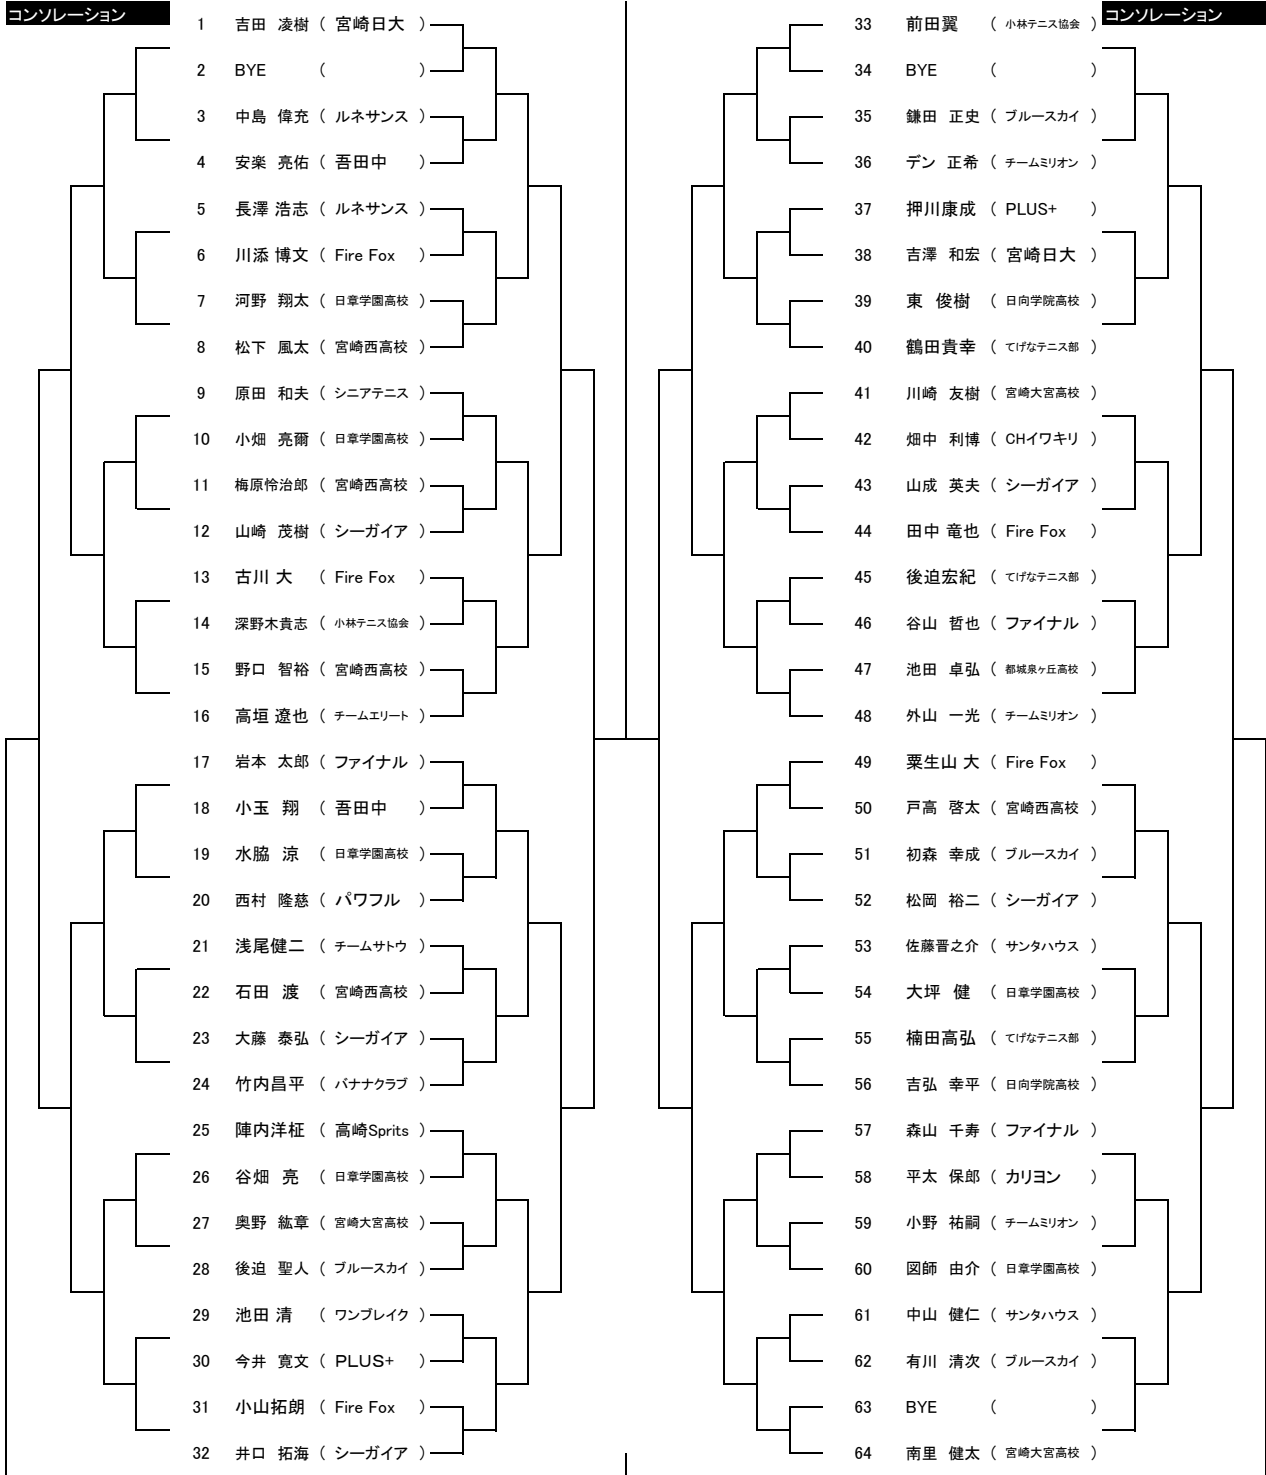 コンソレーション
1 吉田 凌樹 ( 宮崎日大 )
2 BYE ( )
3 中島 偉充 ( ルネサンス )
4 安楽 亮佑 ( 吾田中 )
5 長澤 浩志 ( ルネサンス )
6 川添 博文 ( Fire Fox )
7 河野 翔太 ( 日章学園高校 )
8 松下 風太 ( 宮崎西高校 )
9 原田 和夫 ( シニアテニス )
10 小畑 亮爾 ( 日章学園高校 )
11 梅原怜治郎 ( 宮崎西高校 )
12 山崎 茂樹 ( シーガイア )
13 古川 大 ( Fire Fox )
14 深野木貴志 ( 小林テニス協会 )
15 野口 智裕 ( 宮崎西高校 )
16 高垣 遼也 ( チームエリート )
17 岩本 太郎 ( ファイナル )
18 小玉 翔 ( 吾田中 )
19 水脇 涼 ( 日章学園高校 )
20 西村 隆慈 ( パワフル )
21 浅尾健二 ( チームサトウ )
22 石田 渡 ( 宮崎西高校 )
23 大藤 泰弘 ( シーガイア )
24 竹内昌平 ( バナナクラブ )
25 陣内洋柾 ( 高崎Sprits )
26 谷畑 亮 ( 日章学園高校 )
27 奥野 紘章 ( 宮崎大宮高校 )
28 後迫 聖人 ( ブルースカイ )
29 池田 清 ( ワンブレイク )
30 今井 寛文 ( PLUS+ )
31 小山拓朗 ( Fire Fox )
32 井口 拓海 ( シーガイア )
コンソレーション
33 前田翼 ( 小林テニス協会 )
34 BYE ( )
35 鎌田 正史 ( ブルースカイ )
36 デン 正希 ( チームミリオン )
37 押川康成 ( PLUS+ )
38 吉澤 和宏 ( 宮崎日大 )
39 東 俊樹 ( 日向学院高校 )
40 鶴田貴幸 ( てげなテニス部 )
41 川崎 友樹 ( 宮崎大宮高校 )
42 畑中 利博 ( CHイワキリ )
43 山成 英夫 ( シーガイア )
44 田中 竜也 ( Fire Fox )
45 後迫宏紀 ( てげなテニス部 )
46 谷山 哲也 ( ファイナル )
47 池田 卓弘 ( 都城泉ヶ丘高校 )
48 外山 一光 ( チームミリオン )
49 粟生山 大 ( Fire Fox )
50 戸高 啓太 ( 宮崎西高校 )
51 初森 幸成 ( ブルースカイ )
52 松岡 裕二 ( シーガイア )
53 佐藤晋之介 ( サンタハウス )
54 大坪 健 ( 日章学園高校 )
55 楠田高弘 ( てげなテニス部 )
56 吉弘 幸平 ( 日向学院高校 )
57 森山 千寿 ( ファイナル )
58 平太 保郎 ( カリヨン )
59 小野 祐嗣 ( チームミリオン )
60 図師 由介 ( 日章学園高校 )
61 中山 健仁 ( サンタハウス )
62 有川 清次 ( ブルースカイ )
63 BYE ( )
64 南里 健太 ( 宮崎大宮高校 )